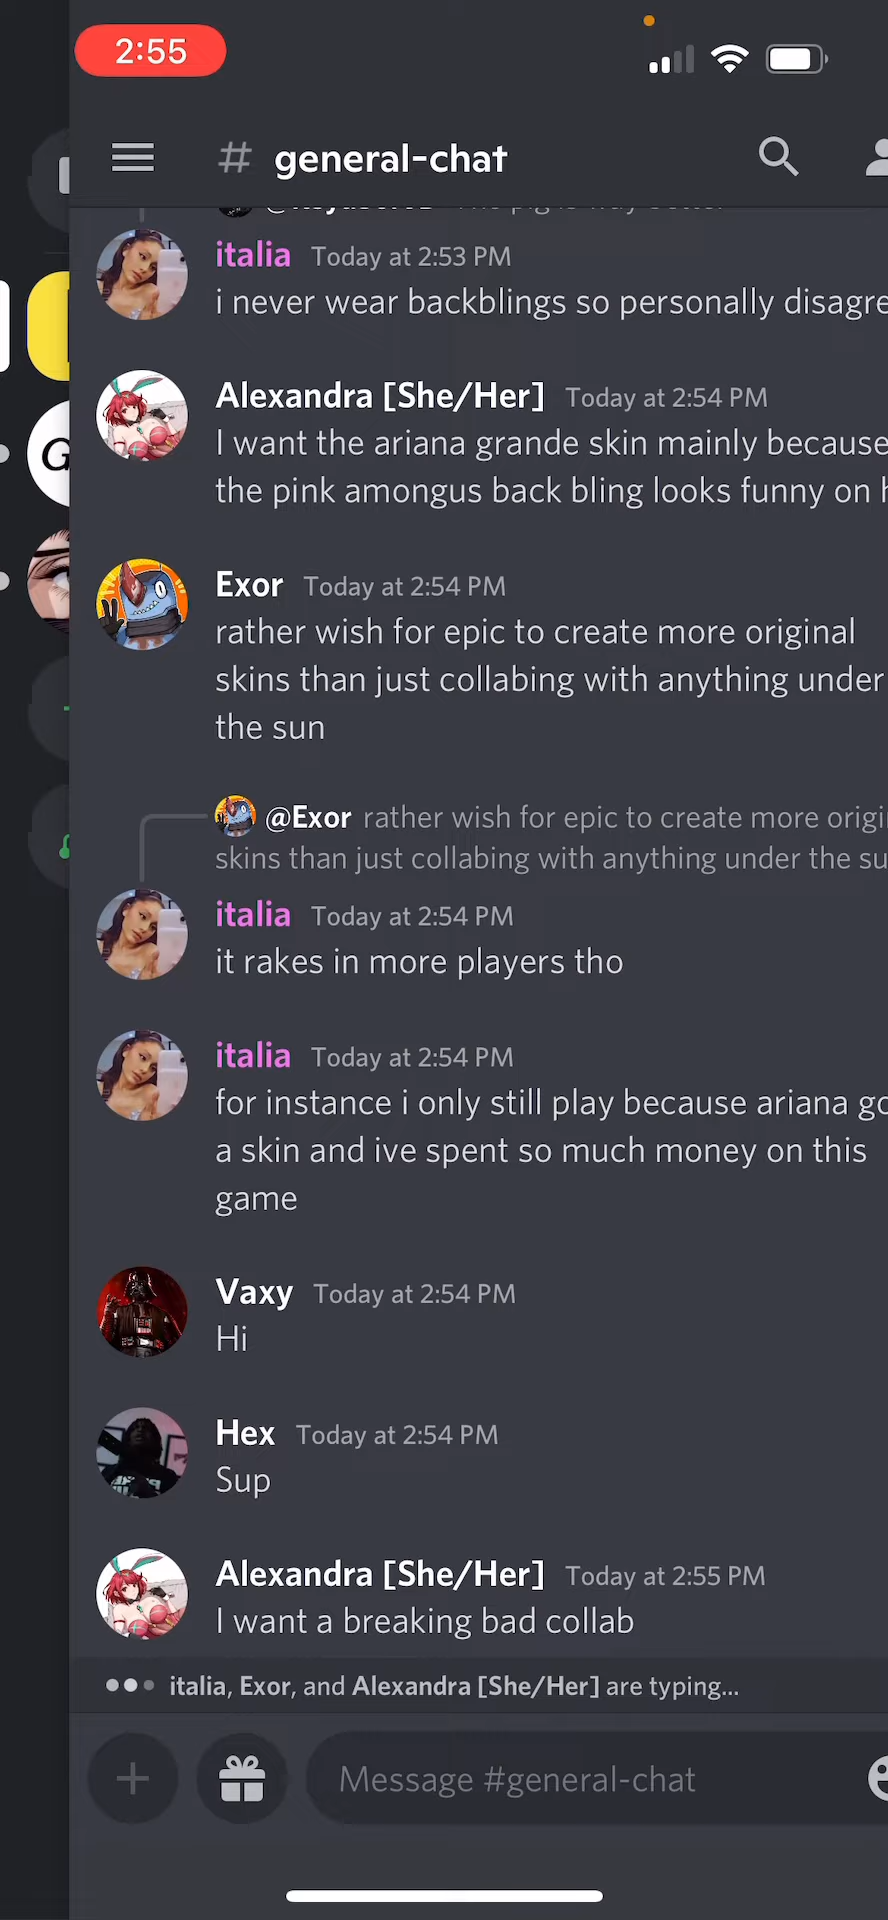 2:55
# general-chat
italia Today at 2:53 PM
i never wear backblings so personally disagre
Alexandra [She/Her] Today at 2:54 PM
I want the ariana grande skin mainly because
the pink amongus back bling looks funny on
Exor Today at 2:54 PM
rather wish for epic to create more original
skins than just collabing with anything under
the sun
@Exor rather wish for epic to create more origi
skins than just collabing with anything under the su
italia Today at 2:54 PM
it rakes in more players tho
italia Today at 2:54 PM
for instance i only still play because ariana go
a skin and ive spent so much money on this
game
Vaxy Today at 2:54 PM
Hi
Hex Today at 2:54 PM
Sup
Alexandra [She/Her] Today at 2:55 PM
I want a breaking bad collab
italia, Exor, and Alexandra [She/Her] are typing...
Message #general-chat